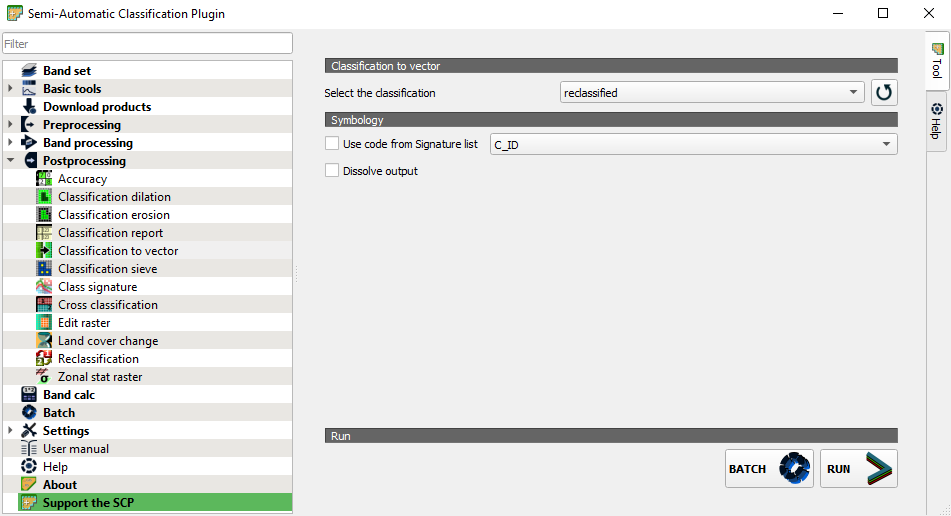 Semi-Automatic Classification Plugin
Filter
Band set
Basic tools
Download products
Preprocessing
Band processing
Postprocessing
Accuracy
Classification dilation
Classification erosion
Classification report
Classification to vector
Classification sieve
Class signature
Cross classification
Edit raster
Land cover change
Reclassification
Zonal stat raster
Band calc
Batch
Settings
User manual
Help
About
Support the SCP
Classification to vector
Select the classification
reclassified
Symbology
Use code from Signature list
C_ID
Dissolve output
Run
BATCH
RUN
Tool
Help